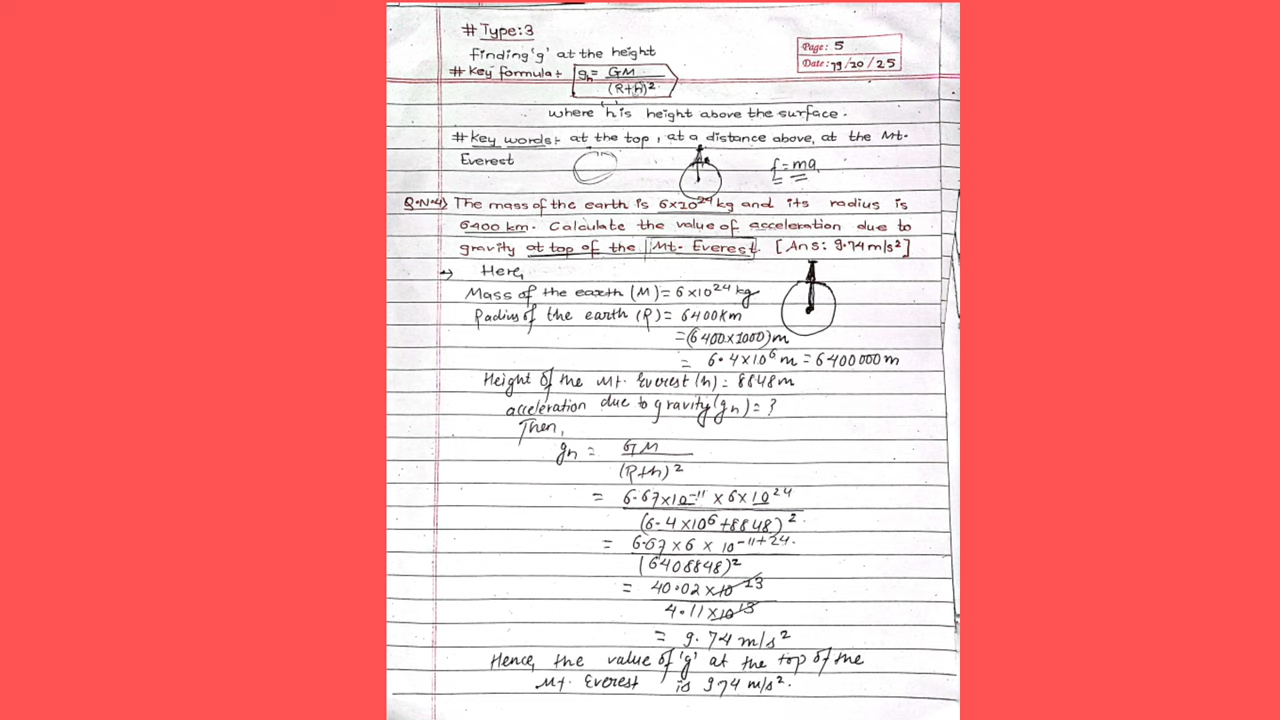 # Type:3
finding 'g' at the height
Page: 5
Date: 19/10/25
# Key formula:- gh = GM/(R+h)²
where 'h' is height above the surface.
# Key words:- at the top, at a distance above, at the Mt.
Everest
f=ma
Q.N.4) The mass of the earth is 6×10²⁴ kg and its radius is
6400 km. Calculate the value of acceleration due to
gravity at top of the Mt. Everest. [Ans: 9.74 m/s²]
→ Here,
Mass of the earth (M) = 6×10²⁴ kg
Radius of the earth (R) = 6400 km
= (6400×1000) m
= 6.4×10⁶ m = 6400000 m
Height of the Mt. Everest (h) = 8848 m
acceleration due to gravity (gh) = ?
Then,
gh = GM
(R+h)²
= 6.67×10⁻¹¹ × 6×10²⁴
(6.4×10⁶+8848)²
= 6.67×6×10⁻¹¹⁺²⁴
(6408848)²
= 40.02×10¹³
4.11×10¹³
= 9.74 m/s²
Hence, the value of 'g' at the top of the
Mt. Everest is 974 m/s².